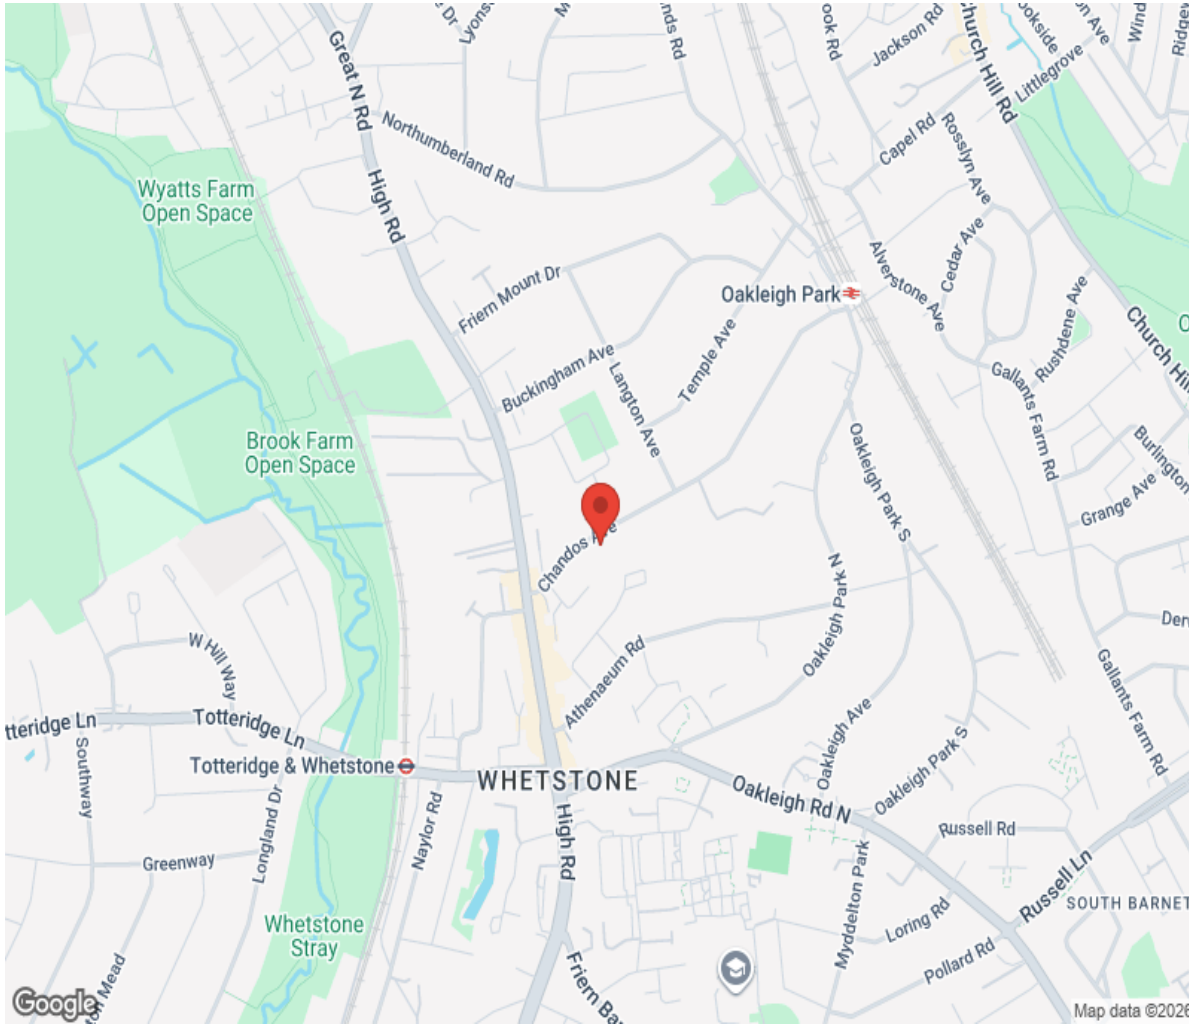 Great N Rd
Lyons
Jackson Rd
Church Hill Rd
Littlegrove
Northumberland Rd
Capel Rd
Rosslyn Ave
Wyatts Farm
Open Space
High Rd
Cedar Ave
Alverstone Ave
Friern Mount Dr
Oakleigh Park
Rushdene Ave
Church Hill
Temple Ave
Buckingham Ave
Langton Ave
Gallants Farm Rd
Brook Farm
Open Space
Oakleigh Park S
Burlington
Grange Ave
Chandos Ave
Oakleigh Park N
W Hill Way
Athenaeum Rd
Gallants Farm Rd
tteridge Ln
Totteridge Ln
Southway
Totteridge & Whetstone
WHETSTONE
Oakleigh Ave
Oakleigh Park S
Oakleigh Rd N
Longland Dr
Naylor Rd
High Rd
Russell Rd
Greenway
Russell Ln
Myddelton Park
SOUTH BARNET
Loring Rd
Whetstone
Stray
Pollard Rd
Mead
Google
Map data ©2026